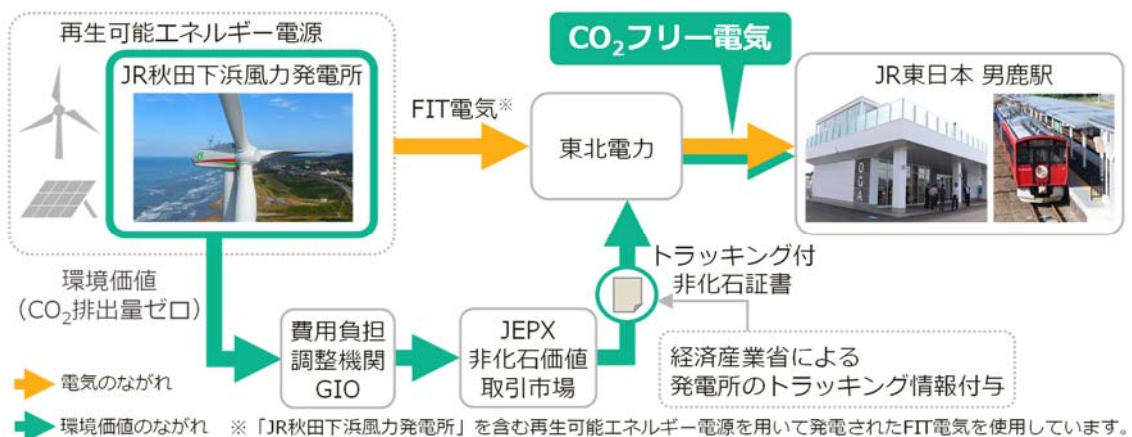 再生可能エネルギー電源
JR秋田下浜風力発電所
FIT電気※
東北電力
CO₂フリー電気
JR東日本 男鹿駅
OGA
環境価値
（CO₂排出量ゼロ）
費用負担
調整機関
GIO
JEPX
非化石価値
取引市場
トラッキング付
非化石証書
経済産業省による
発電所のトラッキング情報付与
電気のながれ
環境価値のながれ
※「JR秋田下浜風力発電所」を含む再生可能エネルギー電源を用いて発電されたFIT電気を使用しています。